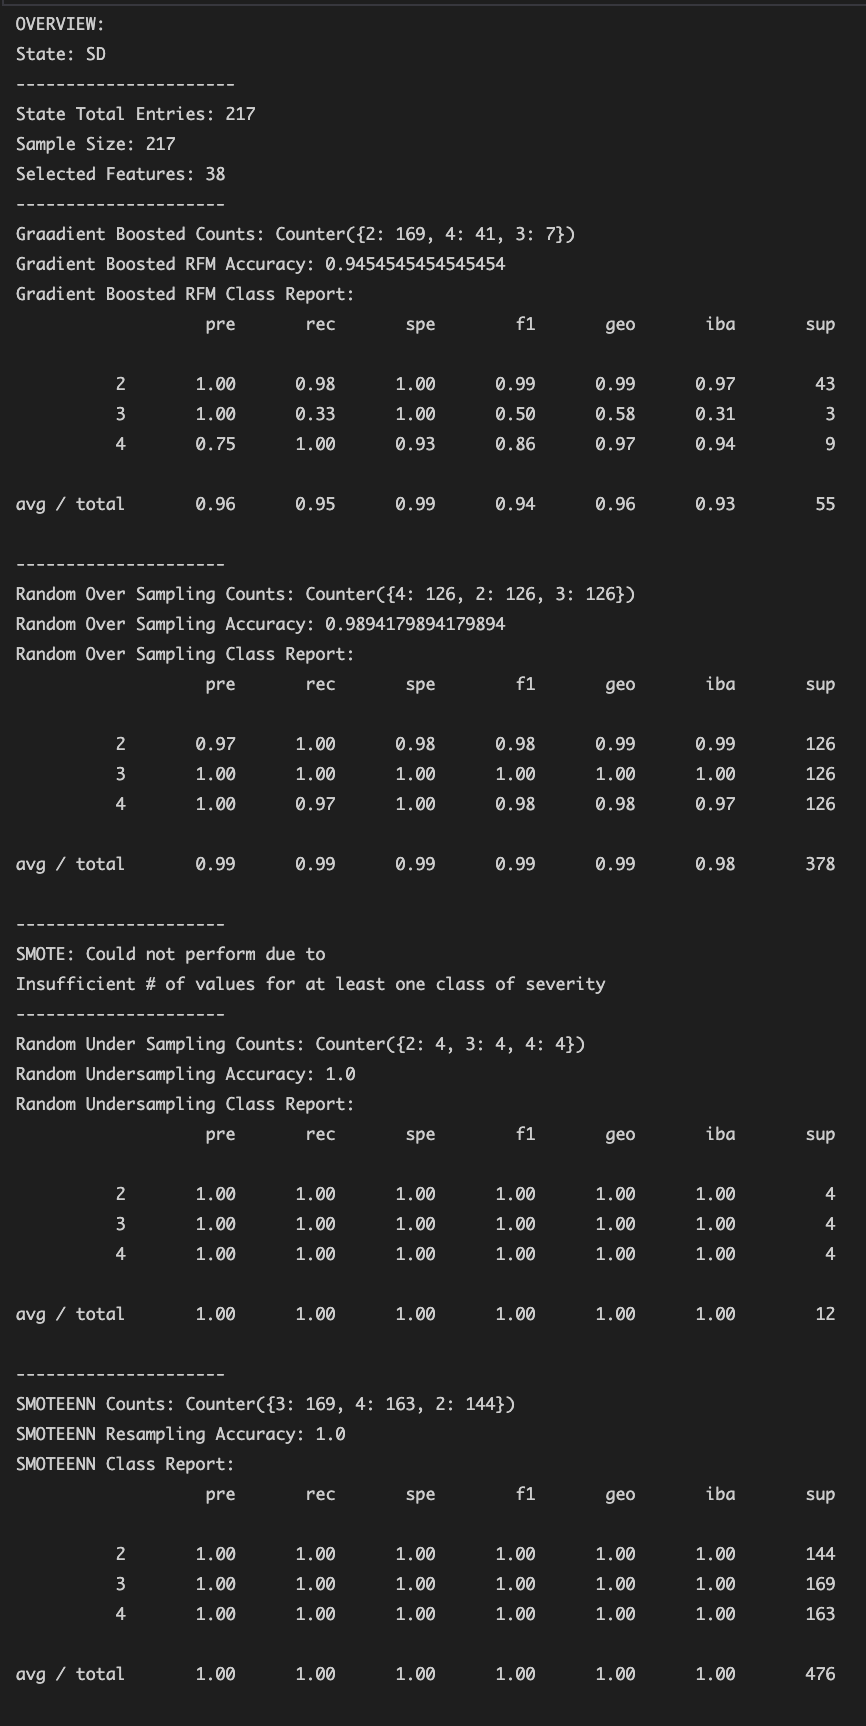 OVERVIEW:
State: SD
----------------------
State Total Entries: 217
Sample Size: 217
Selected Features: 38
---------------------
Graadient Boosted Counts: Counter({2: 169, 4: 41, 3: 7})
Gradient Boosted RFM Accuracy: 0.9454545454545454
Gradient Boosted RFM Class Report:
pre rec spe f1 geo iba sup
2 1.00 0.98 1.00 0.99 0.99 0.97 43
3 1.00 0.33 1.00 0.50 0.58 0.31 3
4 0.75 1.00 0.93 0.86 0.97 0.94 9
avg / total 0.96 0.95 0.99 0.94 0.96 0.93 55
---------------------
Random Over Sampling Counts: Counter({4: 126, 2: 126, 3: 126})
Random Over Sampling Accuracy: 0.9894179894179894
Random Over Sampling Class Report:
pre rec spe f1 geo iba sup
2 0.97 1.00 0.98 0.98 0.99 0.99 126
3 1.00 1.00 1.00 1.00 1.00 1.00 126
4 1.00 0.97 1.00 0.98 0.98 0.97 126
avg / total 0.99 0.99 0.99 0.99 0.99 0.98 378
---------------------
SMOTE: Could not perform due to
Insufficient # of values for at least one class of severity
---------------------
Random Under Sampling Counts: Counter({2: 4, 3: 4, 4: 4})
Random Undersampling Accuracy: 1.0
Random Undersampling Class Report:
pre rec spe f1 geo iba sup
2 1.00 1.00 1.00 1.00 1.00 1.00 4
3 1.00 1.00 1.00 1.00 1.00 1.00 4
4 1.00 1.00 1.00 1.00 1.00 1.00 4
avg / total 1.00 1.00 1.00 1.00 1.00 1.00 12
---------------------
SMOTEENN Counts: Counter({3: 169, 4: 163, 2: 144})
SMOTEENN Resampling Accuracy: 1.0
SMOTEENN Class Report:
pre rec spe f1 geo iba sup
2 1.00 1.00 1.00 1.00 1.00 1.00 144
3 1.00 1.00 1.00 1.00 1.00 1.00 169
4 1.00 1.00 1.00 1.00 1.00 1.00 163
avg / total 1.00 1.00 1.00 1.00 1.00 1.00 476